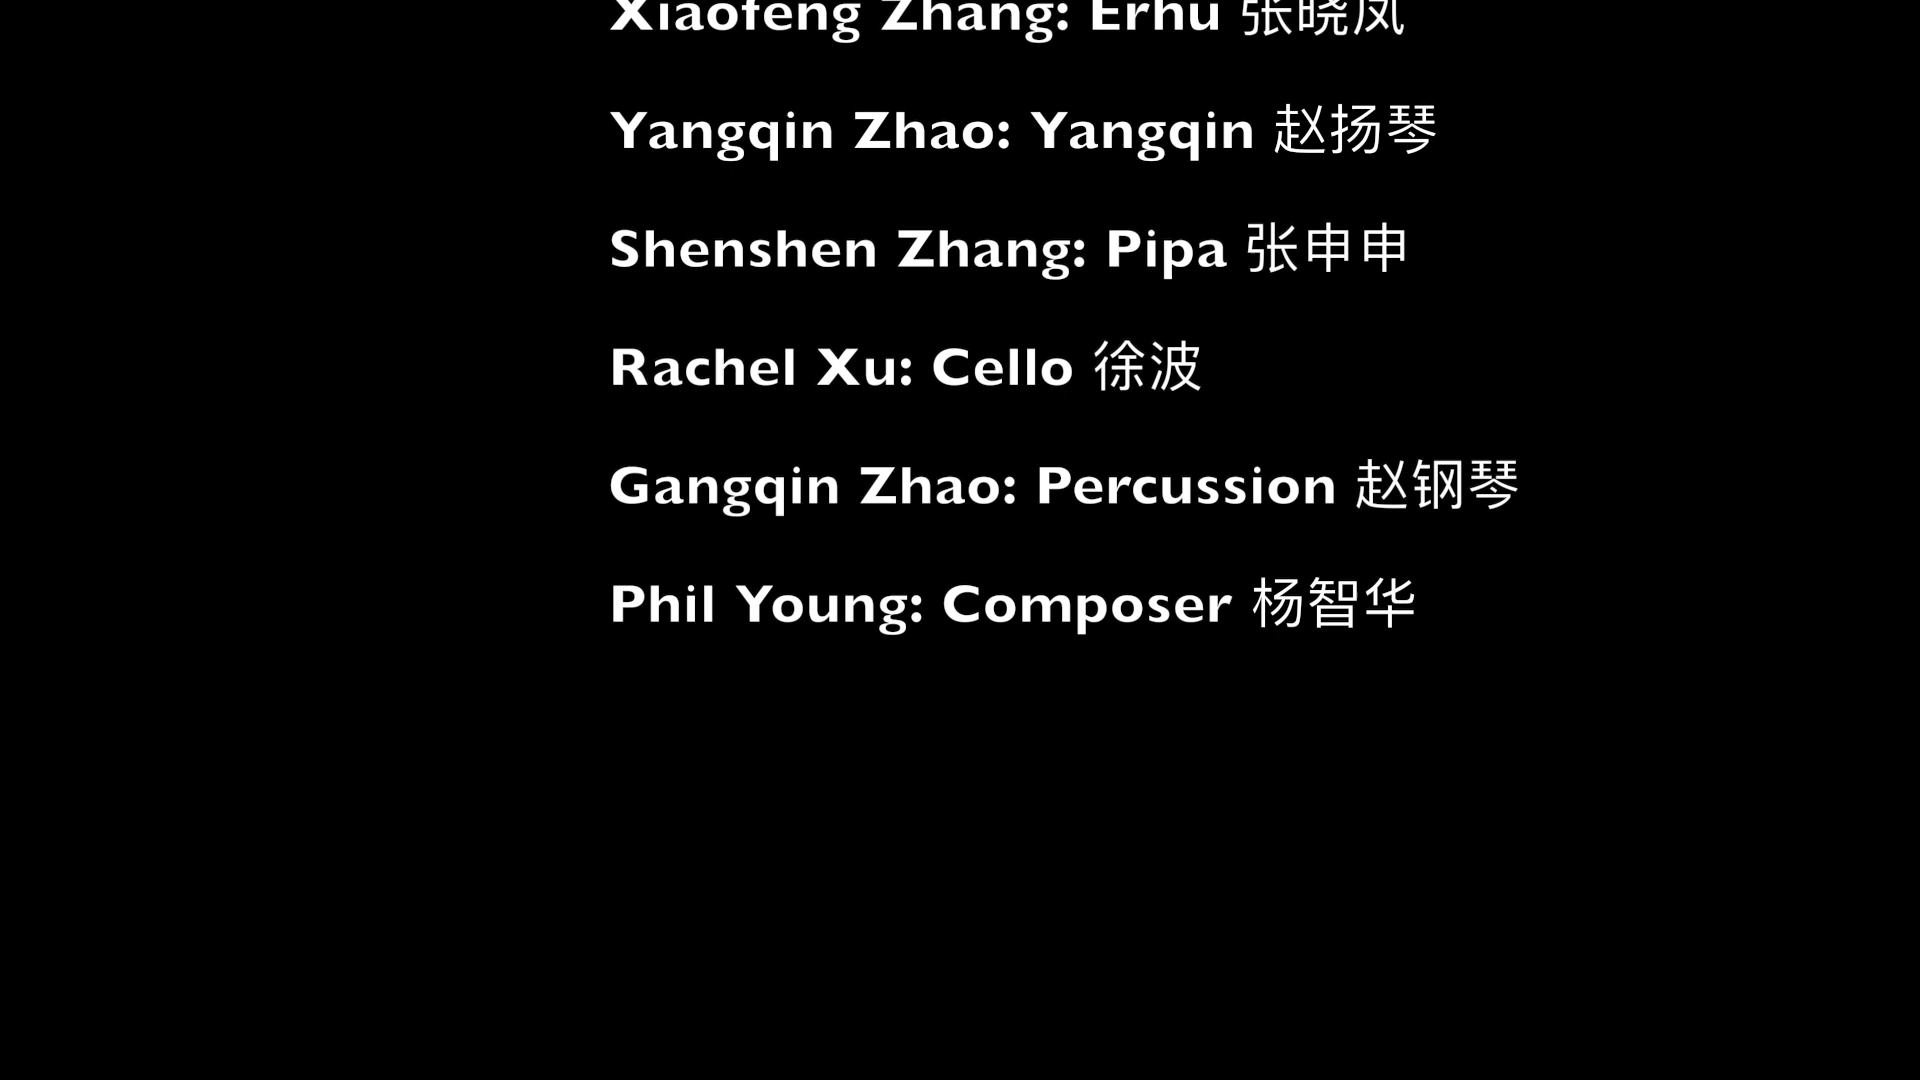 Xiaofeng Zhang: Erhu 张晓凤
Yangqin Zhao: Yangqin 赵扬琴
Shenshen Zhang: Pipa 张申申
Rachel Xu: Cello 徐波
Gangqin Zhao: Percussion 赵钢琴
Phil Young: Composer 杨智华